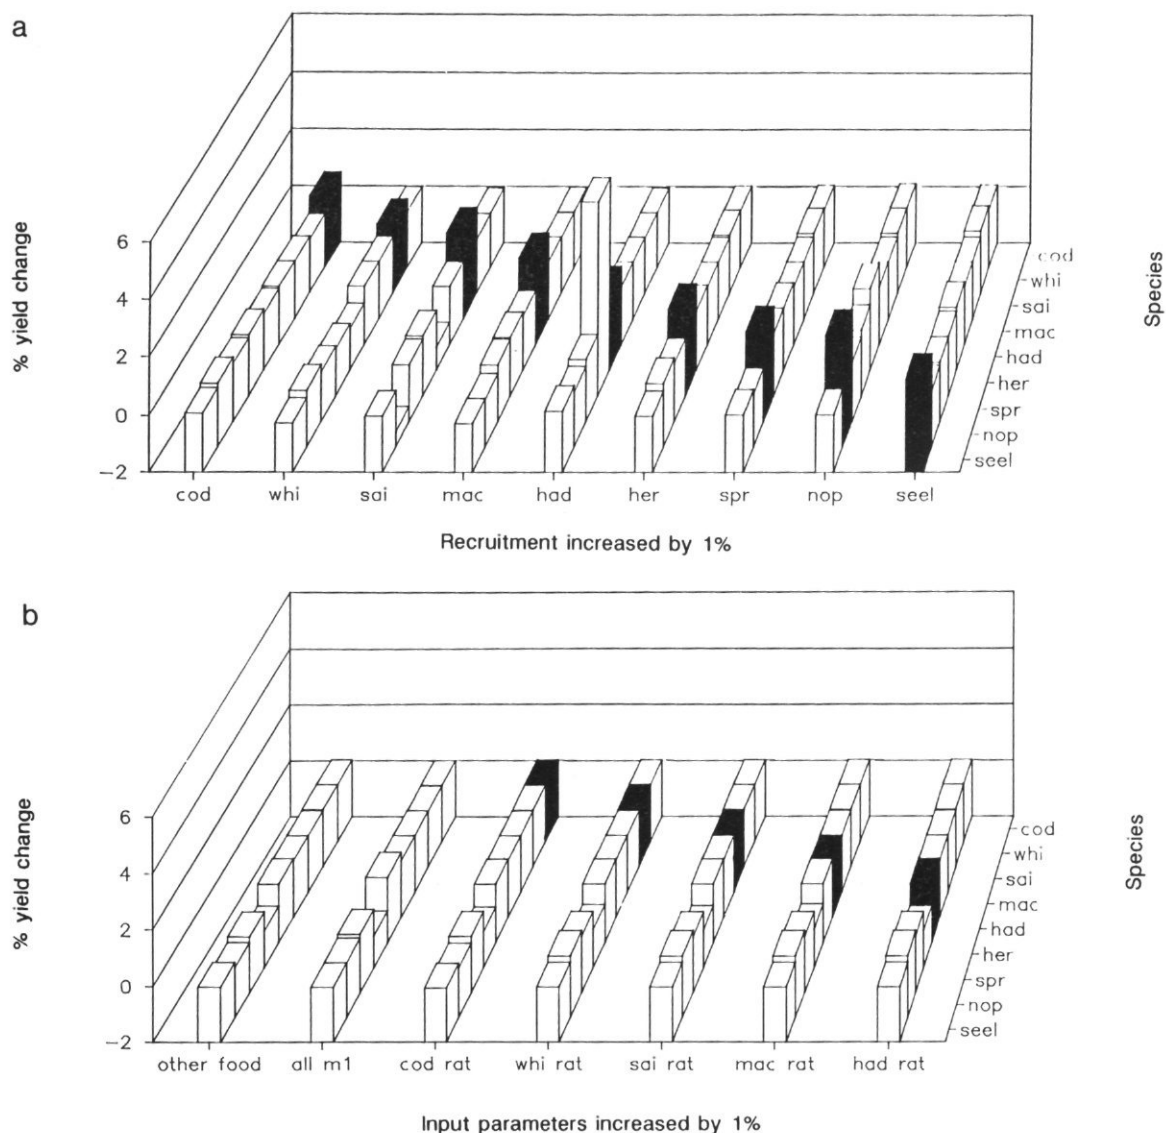 a
% yield change
6
4
2
0
−2
cod whi sai mac had her spr nop seel
Recruitment increased by 1%
cod
whi
sai
mac
had
her
spr
nop
seel
Species
b
% yield change
6
4
2
0
−2
other food all m1 cod rat whi rat sai rat mac rat had rat
Input parameters increased by 1%
cod
whi
sai
mac
had
her
spr
nop
seel
Species